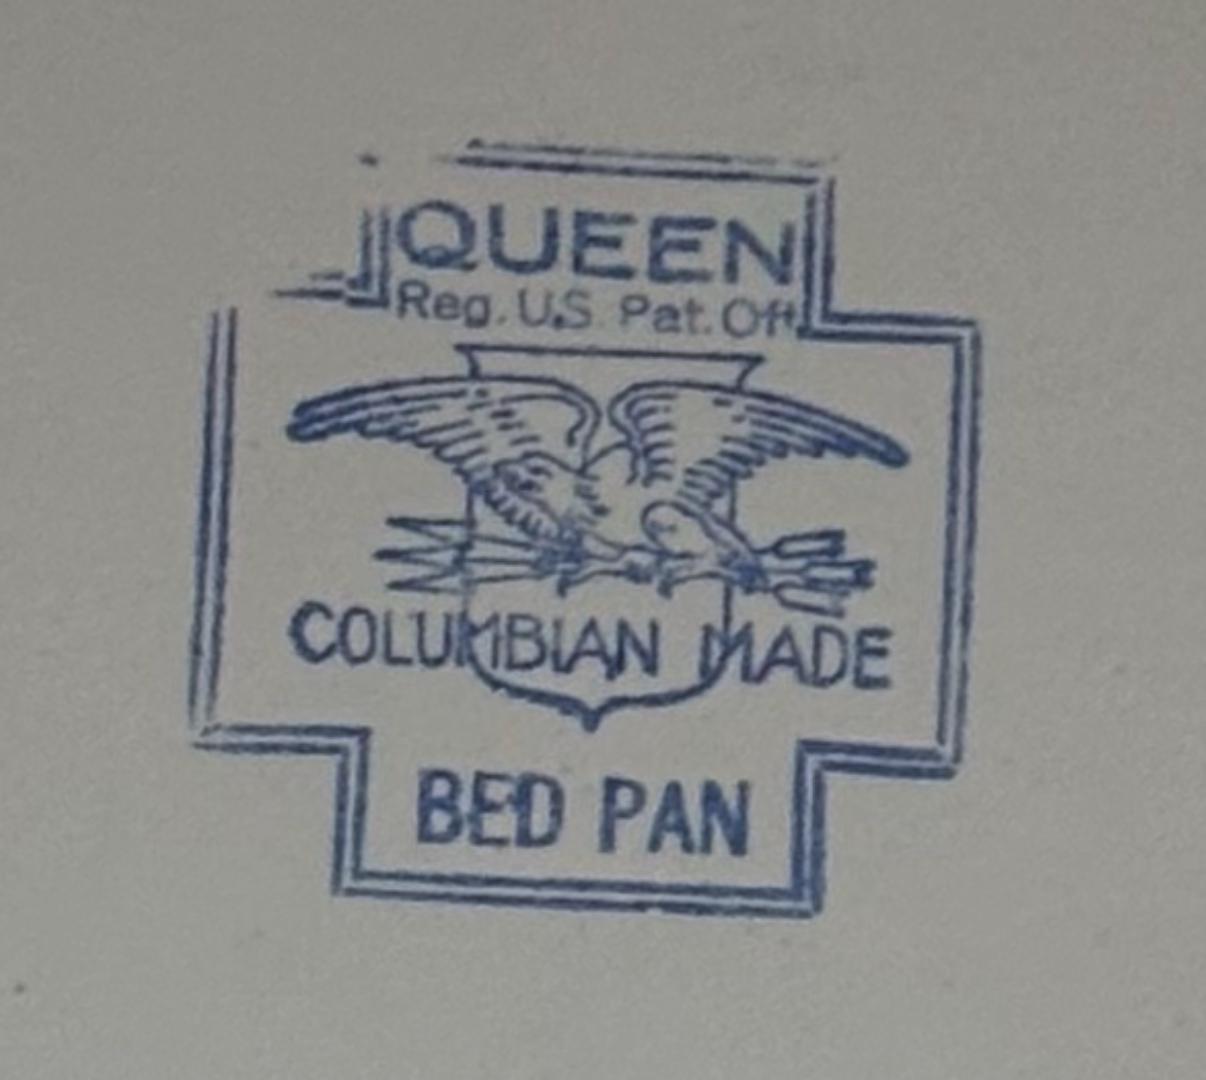 QUEEN
Reg. U.S. Pat. Off.
COLUMBIAN MADE
BED PAN